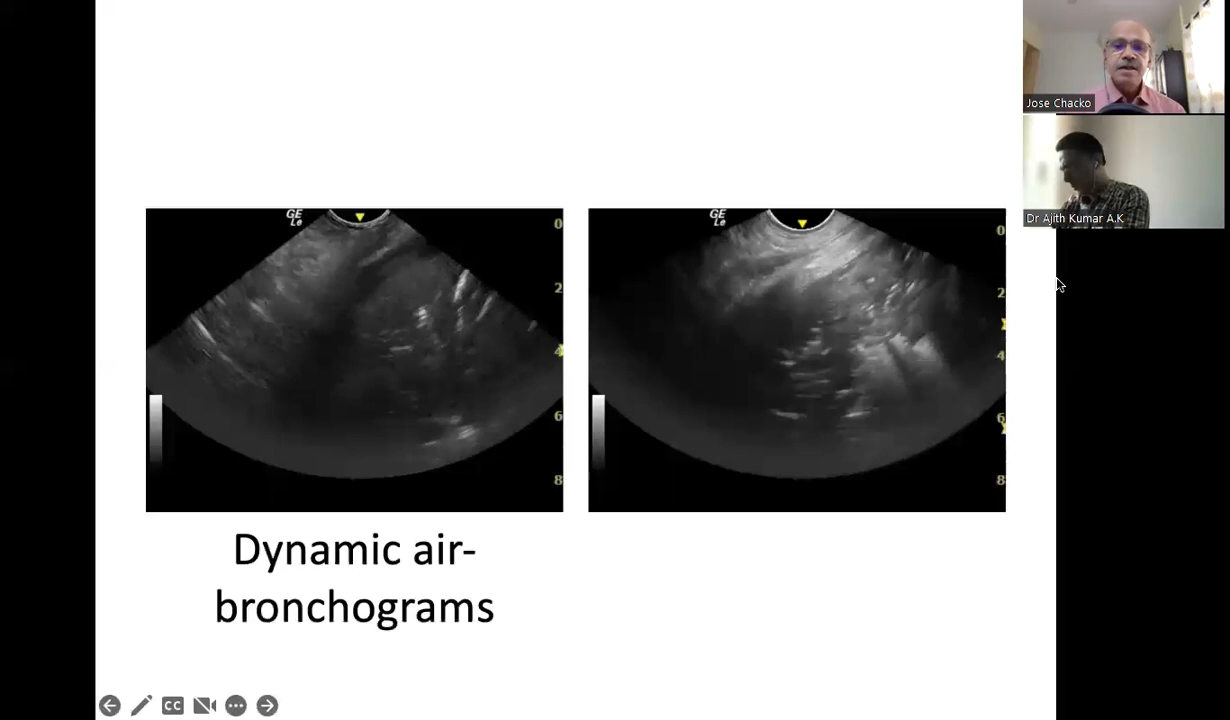 GE
Le
0
2
4
6
8
GE
Le
0
2
4
6
8
Dynamic air-
bronchograms
CC
Jose Chacko
Dr Ajith Kumar A.K